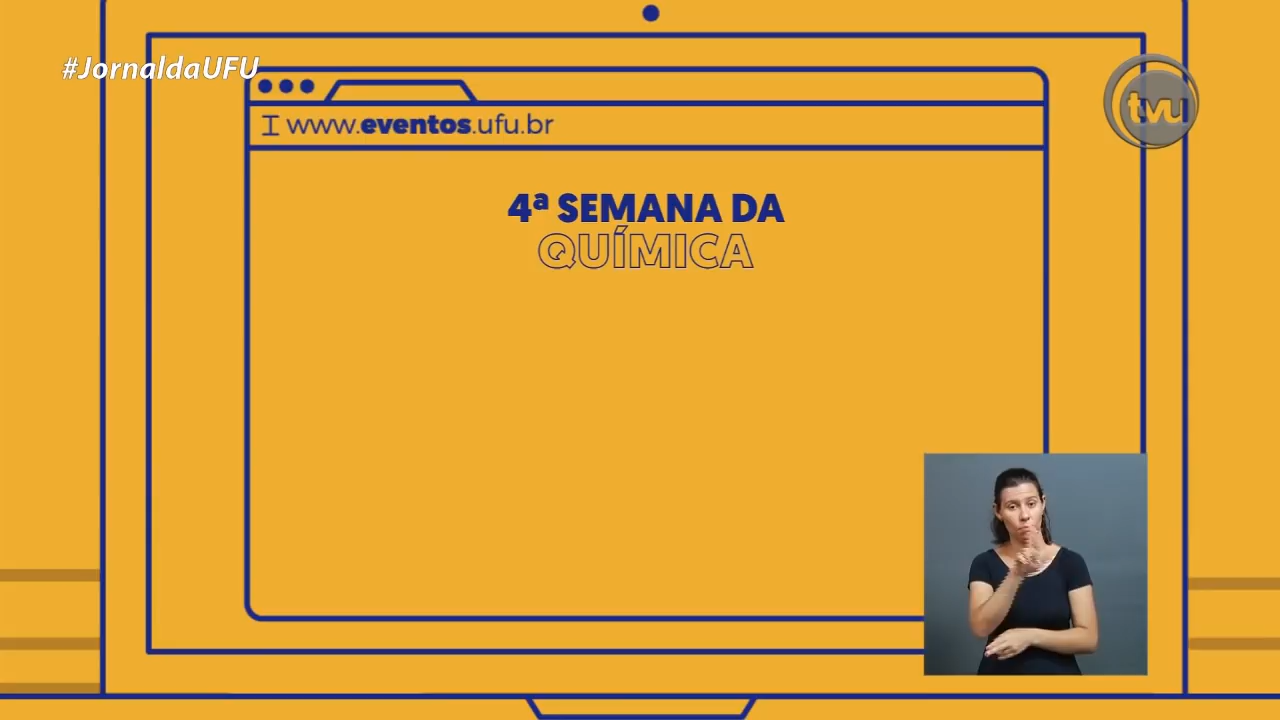 #JornaldaUFU
tvu
www.eventos.ufu.br
4ª SEMANA DA
QUÍMICA